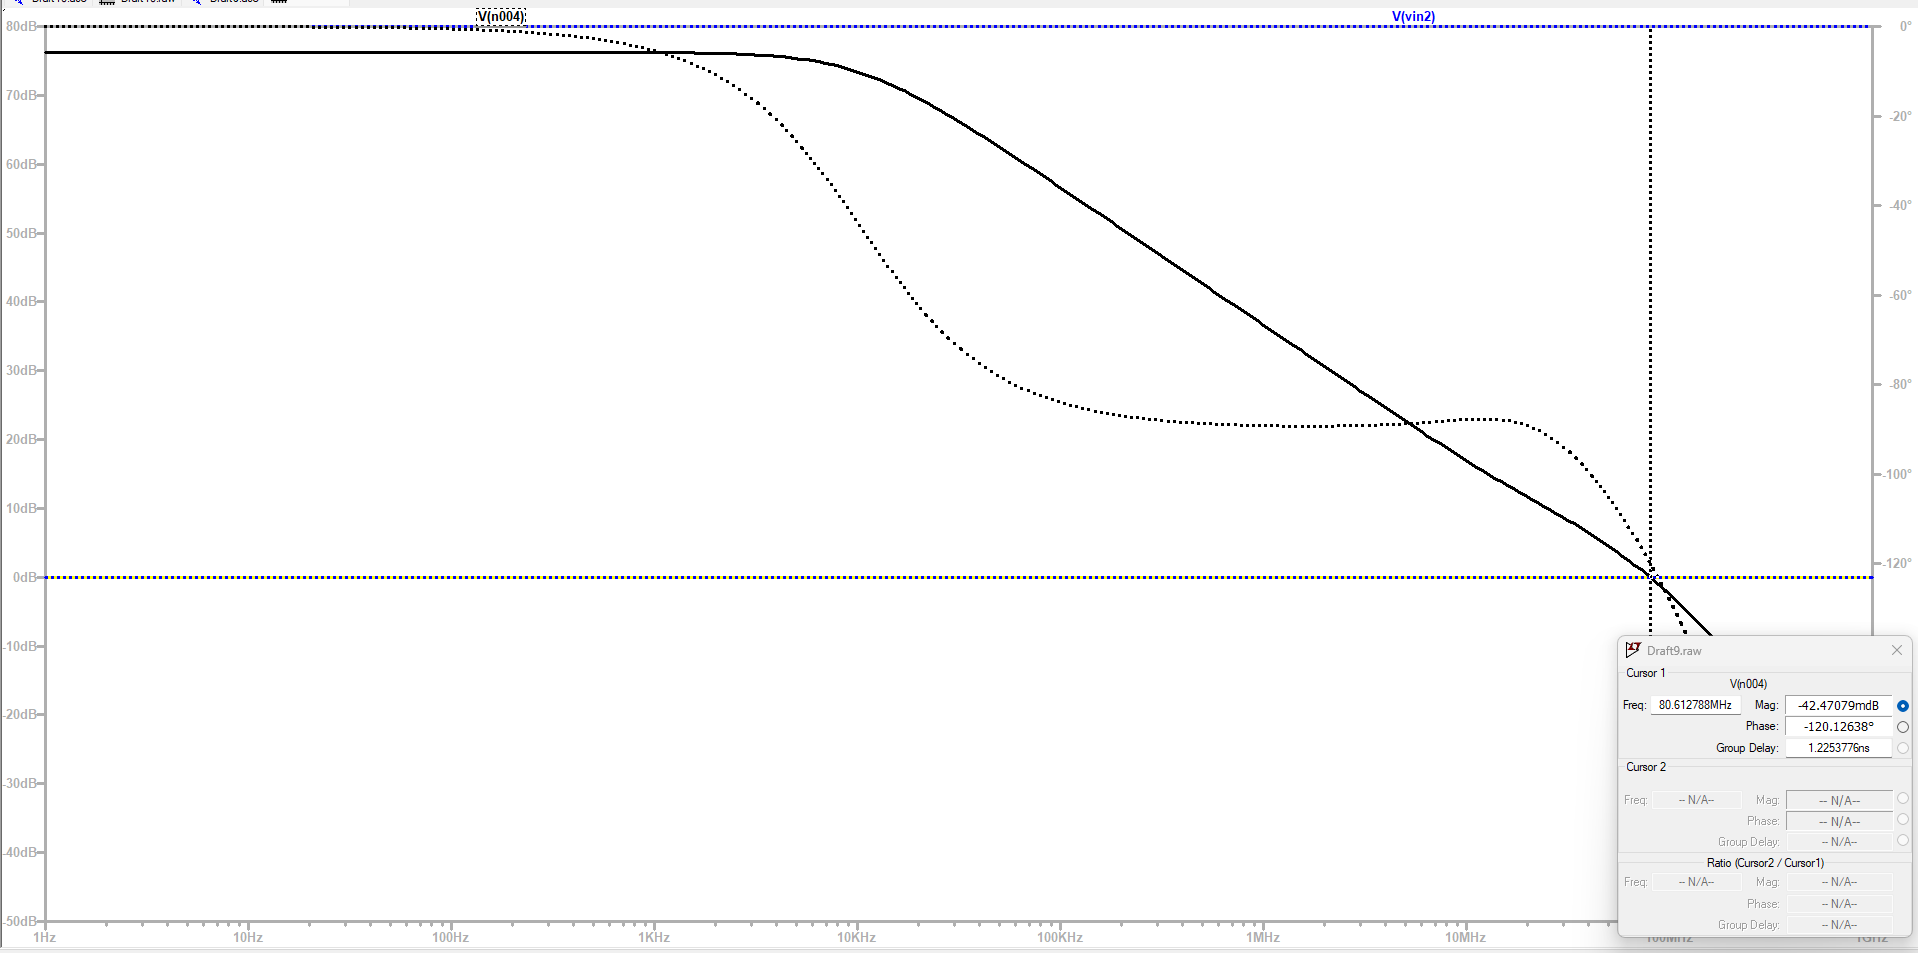 V(n004) V(vin2)
80dB 0°
70dB -20°
60dB -40°
50dB
40dB -60°
30dB -80°
20dB
10dB -100°
0dB -120°
-10dB
-20dB
-30dB
-40dB
-50dB
1Hz 10Hz 100Hz 1KHz 10KHz 100KHz 1MHz 10MHz 100MHz 1GHz
Draft9.raw
Cursor 1
V(n004)
Freq: 80.612788MHz Mag: -42.47079mdB
Phase: -120.12638°
Group Delay: 1.2253776ns
Cursor 2
Freq: -- N/A-- Mag: -- N/A--
Phase: -- N/A--
Group Delay: -- N/A--
Ratio (Cursor2 / Cursor1)
Freq: -- N/A-- Mag: -- N/A--
Phase: -- N/A--
Group Delay: -- N/A--